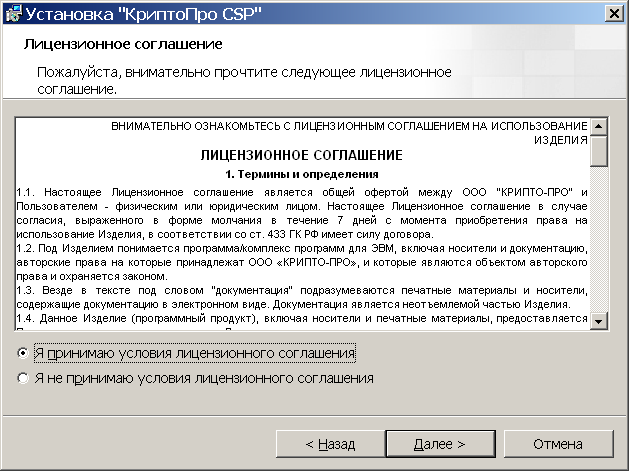 Установка "КриптоПро CSP"
Лицензионное соглашение
Пожалуйста, внимательно прочтите следующее лицензионное
соглашение.
ВНИМАТЕЛЬНО ОЗНАКОМЬТЕСЬ С ЛИЦЕНЗИОННЫМ СОГЛАШЕНИЕМ НА ИСПОЛЬЗОВАНИЕ
ИЗДЕЛИЯ
ЛИЦЕНЗИОННОЕ СОГЛАШЕНИЕ
1. Термины и определения
1.1. Настоящее Лицензионное соглашение является общей офертой между ООО "КРИПТО-ПРО" и
Пользователем - физическим или юридическим лицом. Настоящее Лицензионное соглашение в случае
согласия, выраженного в форме молчания в течение 7 дней с момента приобретения права на
использование Изделия, в соответствии со ст. 433 ГК РФ имеет силу договора.
1.2. Под Изделием понимается программа/комплекс программ для ЭВМ, включая носители и документацию,
авторские права на которые принадлежат ООО «КРИПТО-ПРО», и которые являются объектом авторского
права и охраняется законом.
1.3. Везде в тексте под словом "документация" подразумеваются печатные материалы и носители,
содержащие документацию в электронном виде. Документация является неотъемлемой частью Изделия.
1.4. Данное Изделие (программный продукт), включая носители и печатные материалы, предоставляется
Я принимаю условия лицензионного соглашения
Я не принимаю условия лицензионного соглашения
< Назад
Далее >
Отмена